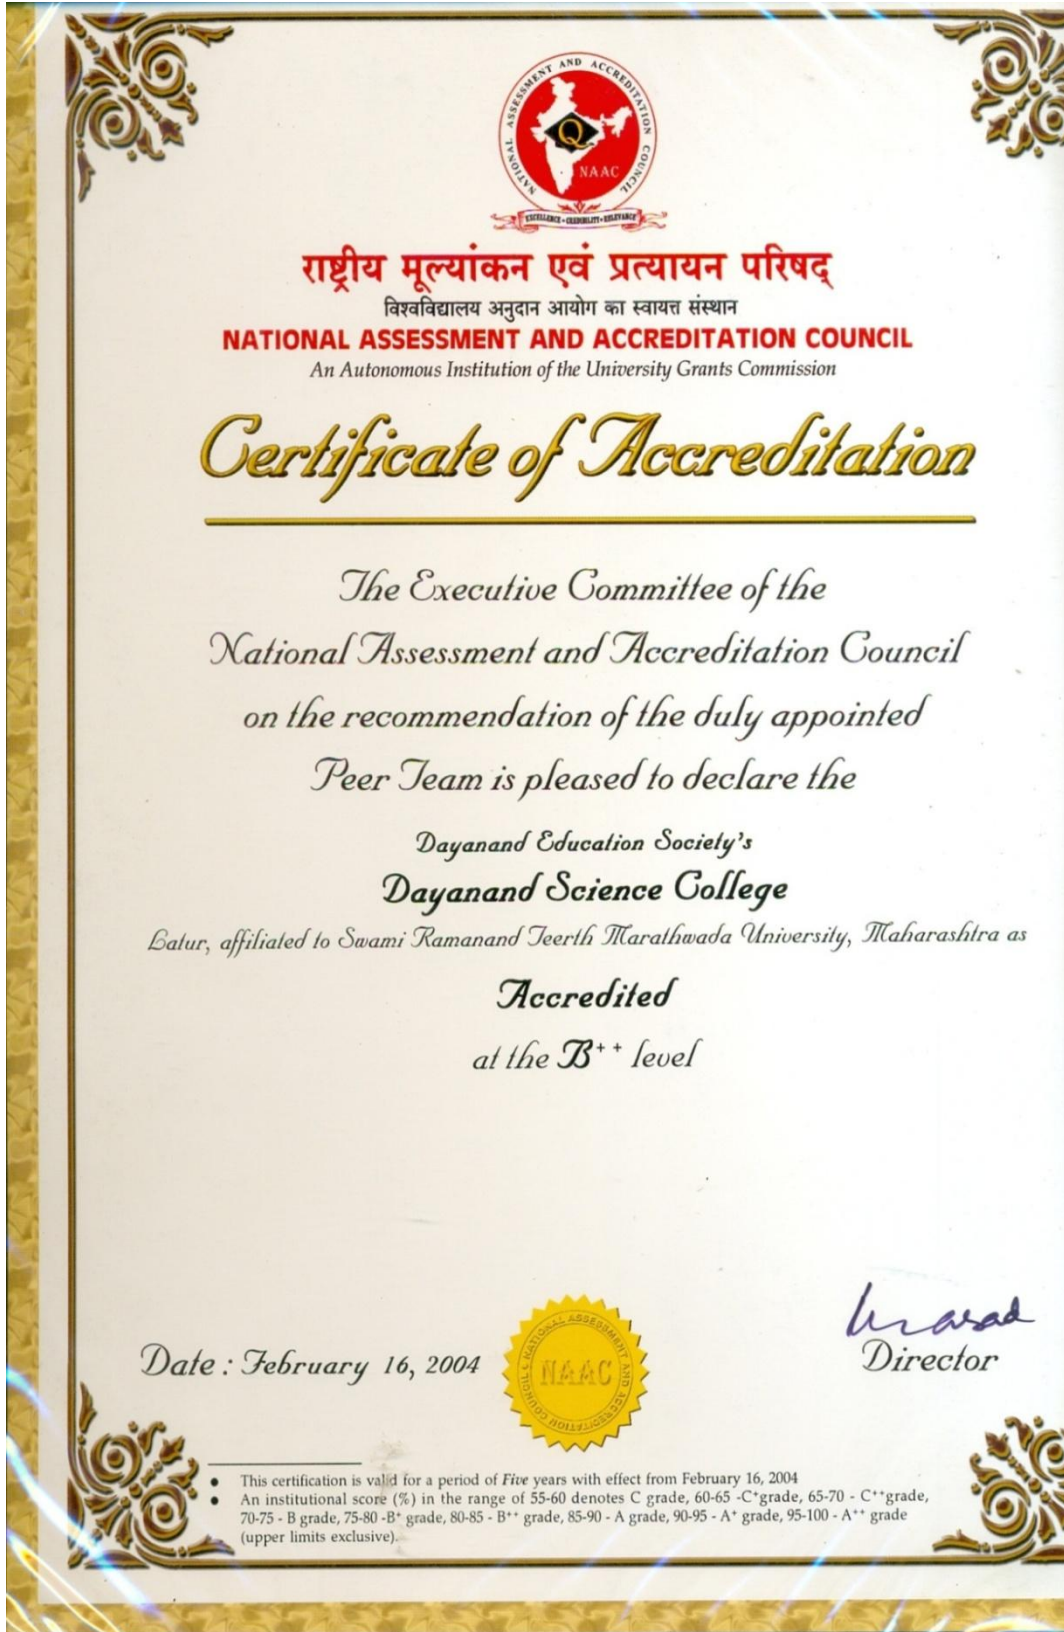 NATIONAL ASSESSMENT AND ACCREDITATION COUNCIL
Q
NAAC
EXCELLENCE • CREDIBILITY • RELEVANCE
राष्ट्रीय मूल्यांकन एवं प्रत्यायन परिषद्
विश्वविद्यालय अनुदान आयोग का स्वायत्त संस्थान
NATIONAL ASSESSMENT AND ACCREDITATION COUNCIL
An Autonomous Institution of the University Grants Commission
Certificate of Accreditation
The Executive Committee of the
National Assessment and Accreditation Council
on the recommendation of the duly appointed
Peer Team is pleased to declare the
Dayanand Education Society's
Dayanand Science College
Latur, affiliated to Swami Ramanand Teerth Marathwada University, Maharashtra as
Accredited
at the B⁺⁺ level
Date : February 16, 2004
NATIONAL ASSESSMENT AND ACCREDITATION COUNCIL
NAAC
Director
• This certification is valid for a period of Five years with effect from February 16, 2004
• An institutional score (%) in the range of 55-60 denotes C grade, 60-65 -C⁺grade, 65-70 - C⁺⁺grade,
70-75 - B grade, 75-80 -B⁺ grade, 80-85 - B⁺⁺ grade, 85-90 - A grade, 90-95 - A⁺ grade, 95-100 - A⁺⁺ grade
(upper limits exclusive).